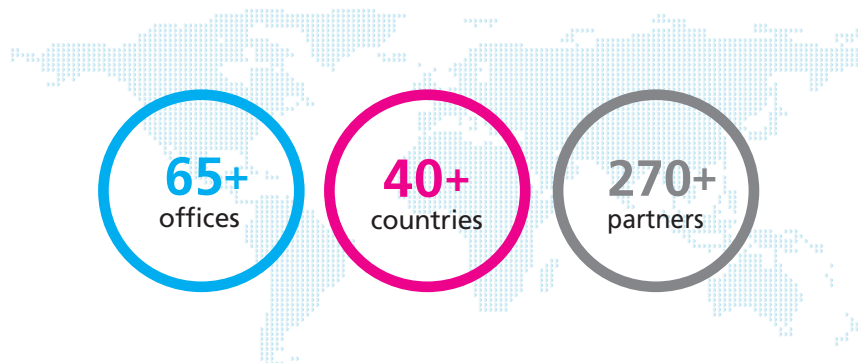 65+
offices
40+
countries
270+
partners